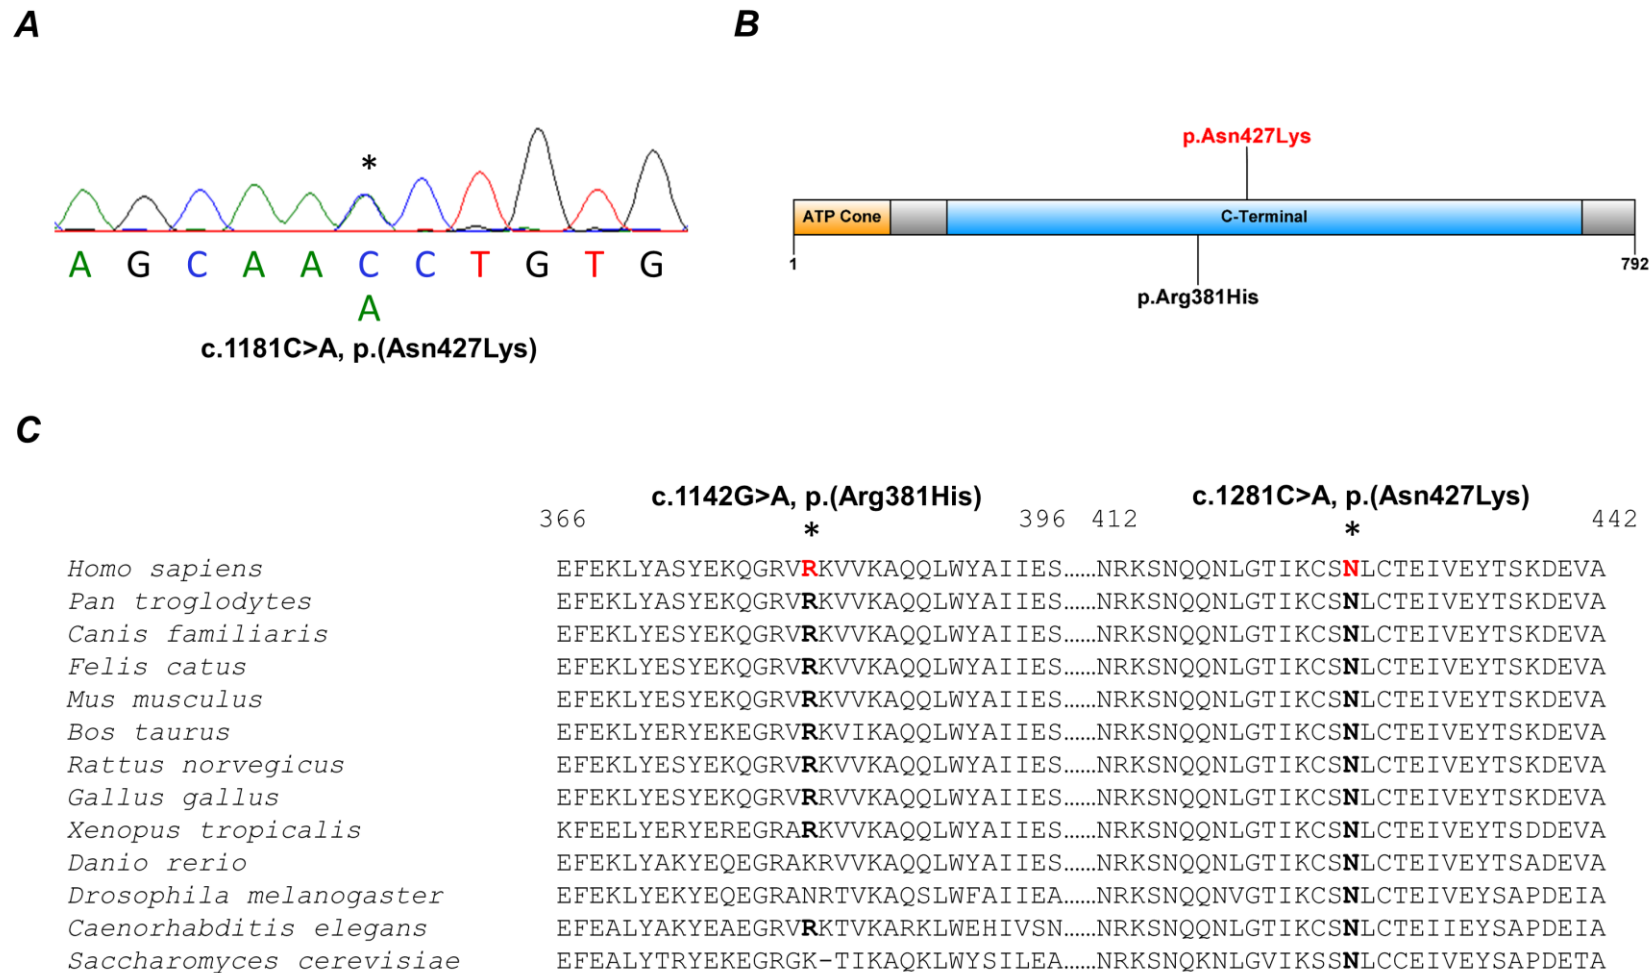 A
*
A G C A A C C T G T G
A
c.1181C>A, p.(Asn427Lys)
B
p.Asn427Lys
ATP Cone
C-Terminal
1
792
p.Arg381His
C
c.1142G>A, p.(Arg381His) c.1281C>A, p.(Asn427Lys)
366 * 396 412 * 442
Homo sapiens EFEKLYASYEKQGRVRKVVKAQQLWYAIIES......NRKSNQQNLGTIKCSNLCTEIVEYTSKDEVA
Pan troglodytes EFEKLYASYEKQGRVRKVVKAQQLWYAIIES......NRKSNQQNLGTIKCSNLCTEIVEYTSKDEVA
Canis familiaris EFEKLYESYEKQGRVRKVVKAQQLWYAIIES......NRKSNQQNLGTIKCSNLCTEIVEYTSKDEVA
Felis catus EFEKLYESYEKQGRVRKVVKAQQLWYAIIES......NRKSNQQNLGTIKCSNLCTEIVEYTSKDEVA
Mus musculus EFEKLYESYEKQGRVRKVVKAQQLWYAIIES......NRKSNQQNLGTIKCSNLCTEIVEYTSKDEVA
Bos taurus EFEKLYERYEKEGRVRKVIKAQQLWYAIIES......NRKSNQQNLGTIKCSNLCTEIVEYTSKDEVA
Rattus norvegicus EFEKLYESYEKQGRVRKVVKAQQLWYAIIES......NRKSNQQNLGTIKCSNLCTEIVEYTSKDEVA
Gallus gallus EFEKLYESYEKQGRVRRVVKAQQLWYAIIES......NRKSNQQNLGTIKCSNLCTEIVEYTSKDEVA
Xenopus tropicalis KFEELYERYEREGRARKVVKAQQLWYAIIES......NRKSNQQNLGTIKCSNLCTEIVEYTSDDEVA
Danio rerio EFEKLYAKYEQEGRAKRVVKAQQLWYAIIES......NRKSNQQNLGTIKCSNLCTEIVEYTSADEVA
Drosophila melanogaster EFEKLYEKYEQEGRANRTVKAQSLWFAIIEA......NRKSNQQNVGTIKCSNLCTEIVEYSAPDEIA
Caenorhabditis elegans EFEALYAKYEAEGRVRKTVKARKLWEHIVSN......NRKSNQQNLGTIKCSNLCTEIIEYSAPDEIA
Saccharomyces cerevisiae EFEALYTRYEKEGRGK-TIKAQKLWYSILEA......NRKSNQKNLGVIKSSNLCCEIVEYSAPDETA